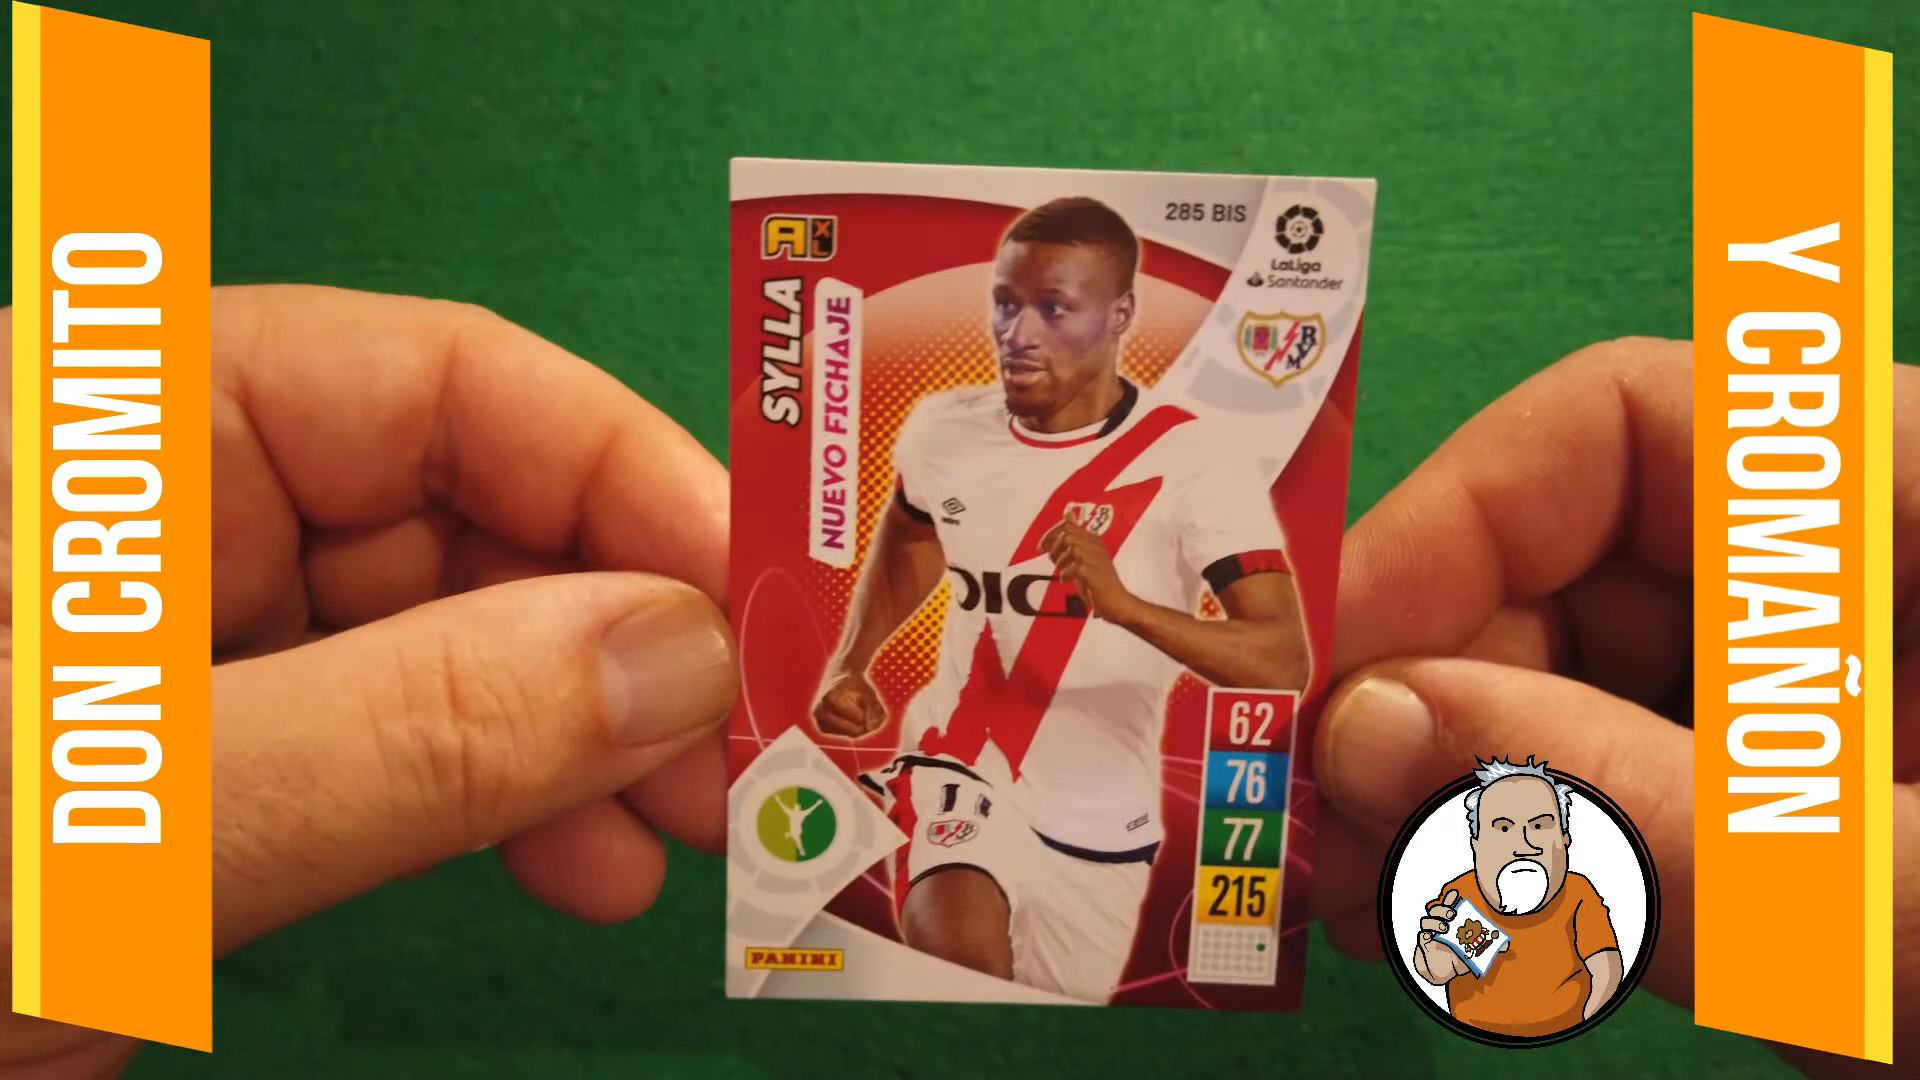 DON CROMITO
285 BIS
LaLiga
Santander
SYLLA
NUEVO FICHAJE
62
76
77
215
PANINI
Y CROMAÑON